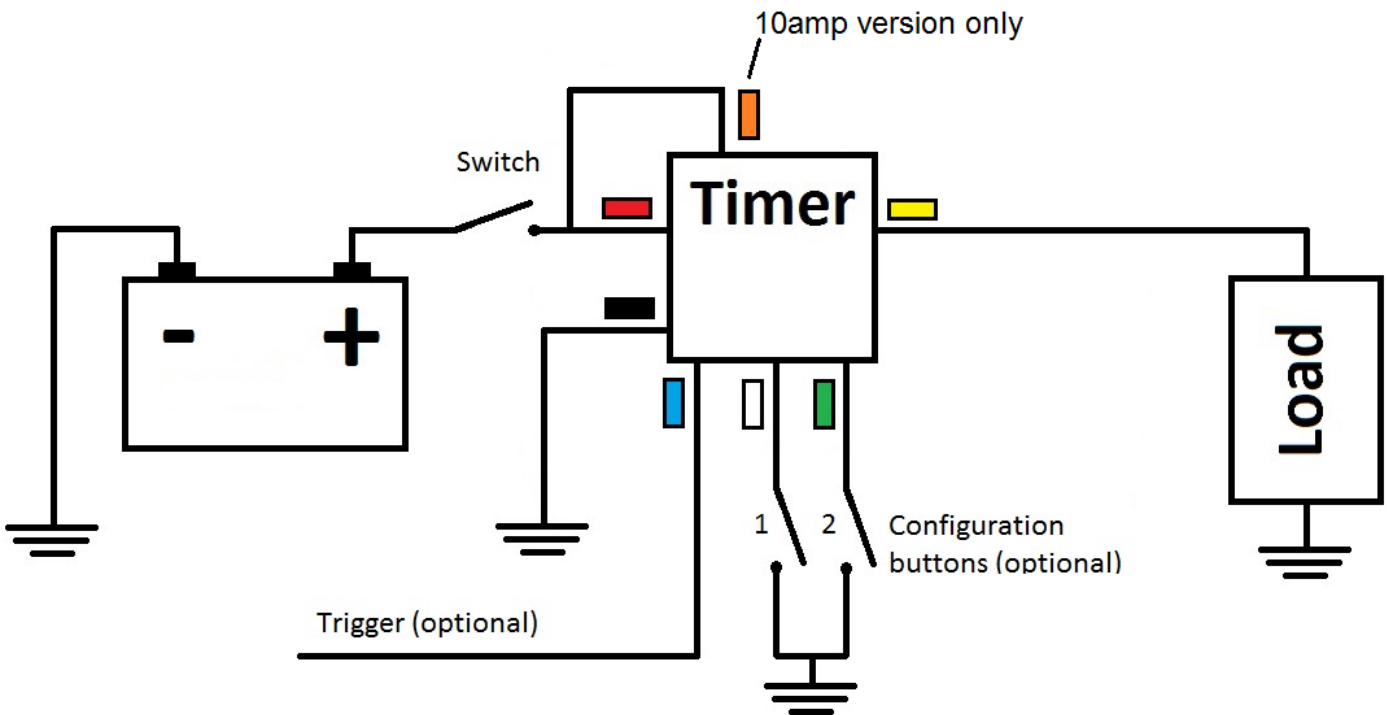 10amp version only
Switch
Timer
- +
Load
1 2 Configuration
buttons (optional)
Trigger (optional)